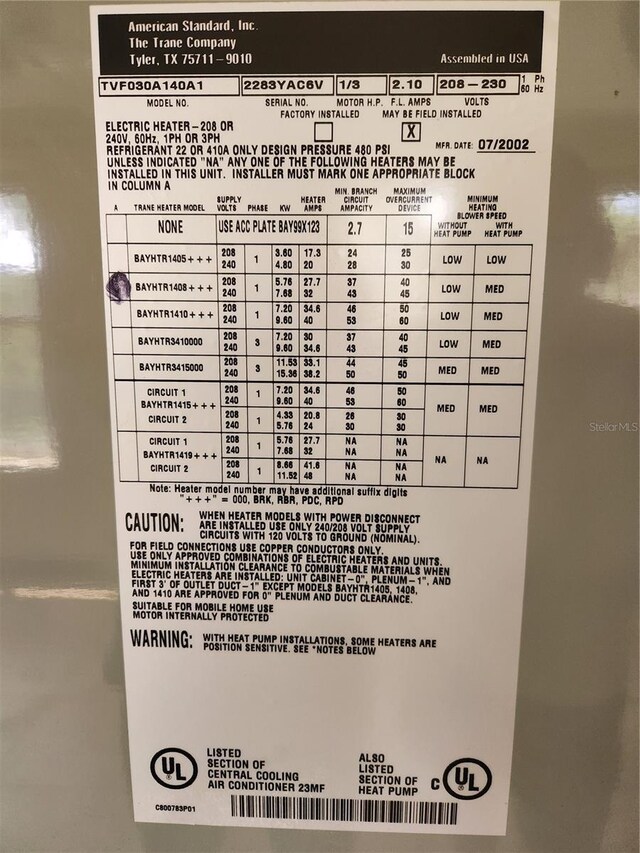 American Standard, Inc.
The Trane Company
Tyler, TX 75711-9010 Assembled in USA
TVF030A140A1 2283YAC6V 1/3 2.10 208-230 1 Ph 60 Hz
MODEL NO. SERIAL NO. MOTOR H.P. F.L. AMPS VOLTS
FACTORY INSTALLED MAY BE FIELD INSTALLED
ELECTRIC HEATER-208 OR X
240V, 60Hz, 1PH OR 3PH MFR. DATE: 07/2002
REFRIGERANT 22 OR 410A ONLY DESIGN PRESSURE 480 PSI
UNLESS INDICATED "NA" ANY ONE OF THE FOLLOWING HEATERS MAY BE
INSTALLED IN THIS UNIT. INSTALLER MUST MARK ONE APPROPRIATE BLOCK
IN COLUMN A
A TRANE HEATER MODEL SUPPLY VOLTS PHASE KW HEATER AMPS MIN. BRANCH CIRCUIT AMPACITY MAXIMUM OVERCURRENT DEVICE MINIMUM HEATING BLOWER SPEED
WITHOUT HEAT PUMP WITH HEAT PUMP
NONE USE ACC PLATE BAY99X123 2.7 15
BAYHTR1405+++ 208 1 3.60 17.3 24 25 LOW LOW
240 4.80 20 28 30
BAYHTR1408+++ 208 1 5.76 27.7 37 40 LOW MED
240 7.68 32 43 45
BAYHTR1410+++ 208 1 7.20 34.6 46 50 LOW MED
240 9.60 40 53 60
BAYHTR3410000 208 3 7.20 30 37 40 LOW MED
240 9.60 34.6 43 45
BAYHTR3415000 208 3 11.53 33.1 44 45 MED MED
240 15.36 38.2 50 50
CIRCUIT 1 208 1 7.20 34.6 46 50
240 9.60 40 53 60
BAYHTR1415+++ MED MED
CIRCUIT 2 208 1 4.33 20.8 26 30
240 5.76 24 30 30
CIRCUIT 1 208 1 5.76 27.7 NA NA
240 7.68 32 NA NA
BAYHTR1419+++ NA NA
CIRCUIT 2 208 1 8.66 41.6 NA NA
240 11.52 48 NA NA
Note: Heater model number may have additional suffix digits
"+++" = 000, BRK, RBR, PDC, RPD
CAUTION: WHEN HEATER MODELS WITH POWER DISCONNECT
ARE INSTALLED USE ONLY 240/208 VOLT SUPPLY
CIRCUITS WITH 120 VOLTS TO GROUND (NOMINAL).
FOR FIELD CONNECTIONS USE COPPER CONDUCTORS ONLY.
USE ONLY APPROVED COMBINATIONS OF ELECTRIC HEATERS AND UNITS.
MINIMUM INSTALLATION CLEARANCE TO COMBUSTABLE MATERIALS WHEN
ELECTRIC HEATERS ARE INSTALLED: UNIT CABINET-0", PLENUM-1", AND
FIRST 3' OF OUTLET DUCT-1" EXCEPT MODELS BAYHTR1405, 1408,
AND 1410 ARE APPROVED FOR 0" PLENUM AND DUCT CLEARANCE.
SUITABLE FOR MOBILE HOME USE
MOTOR INTERNALLY PROTECTED
WARNING: WITH HEAT PUMP INSTALLATIONS, SOME HEATERS ARE
POSITION SENSITIVE. SEE *NOTES BELOW
UL LISTED
SECTION OF
CENTRAL COOLING
AIR CONDITIONER 23MF
ALSO
LISTED
SECTION OF
HEAT PUMP
C UL
C800783P01
Stellar MLS